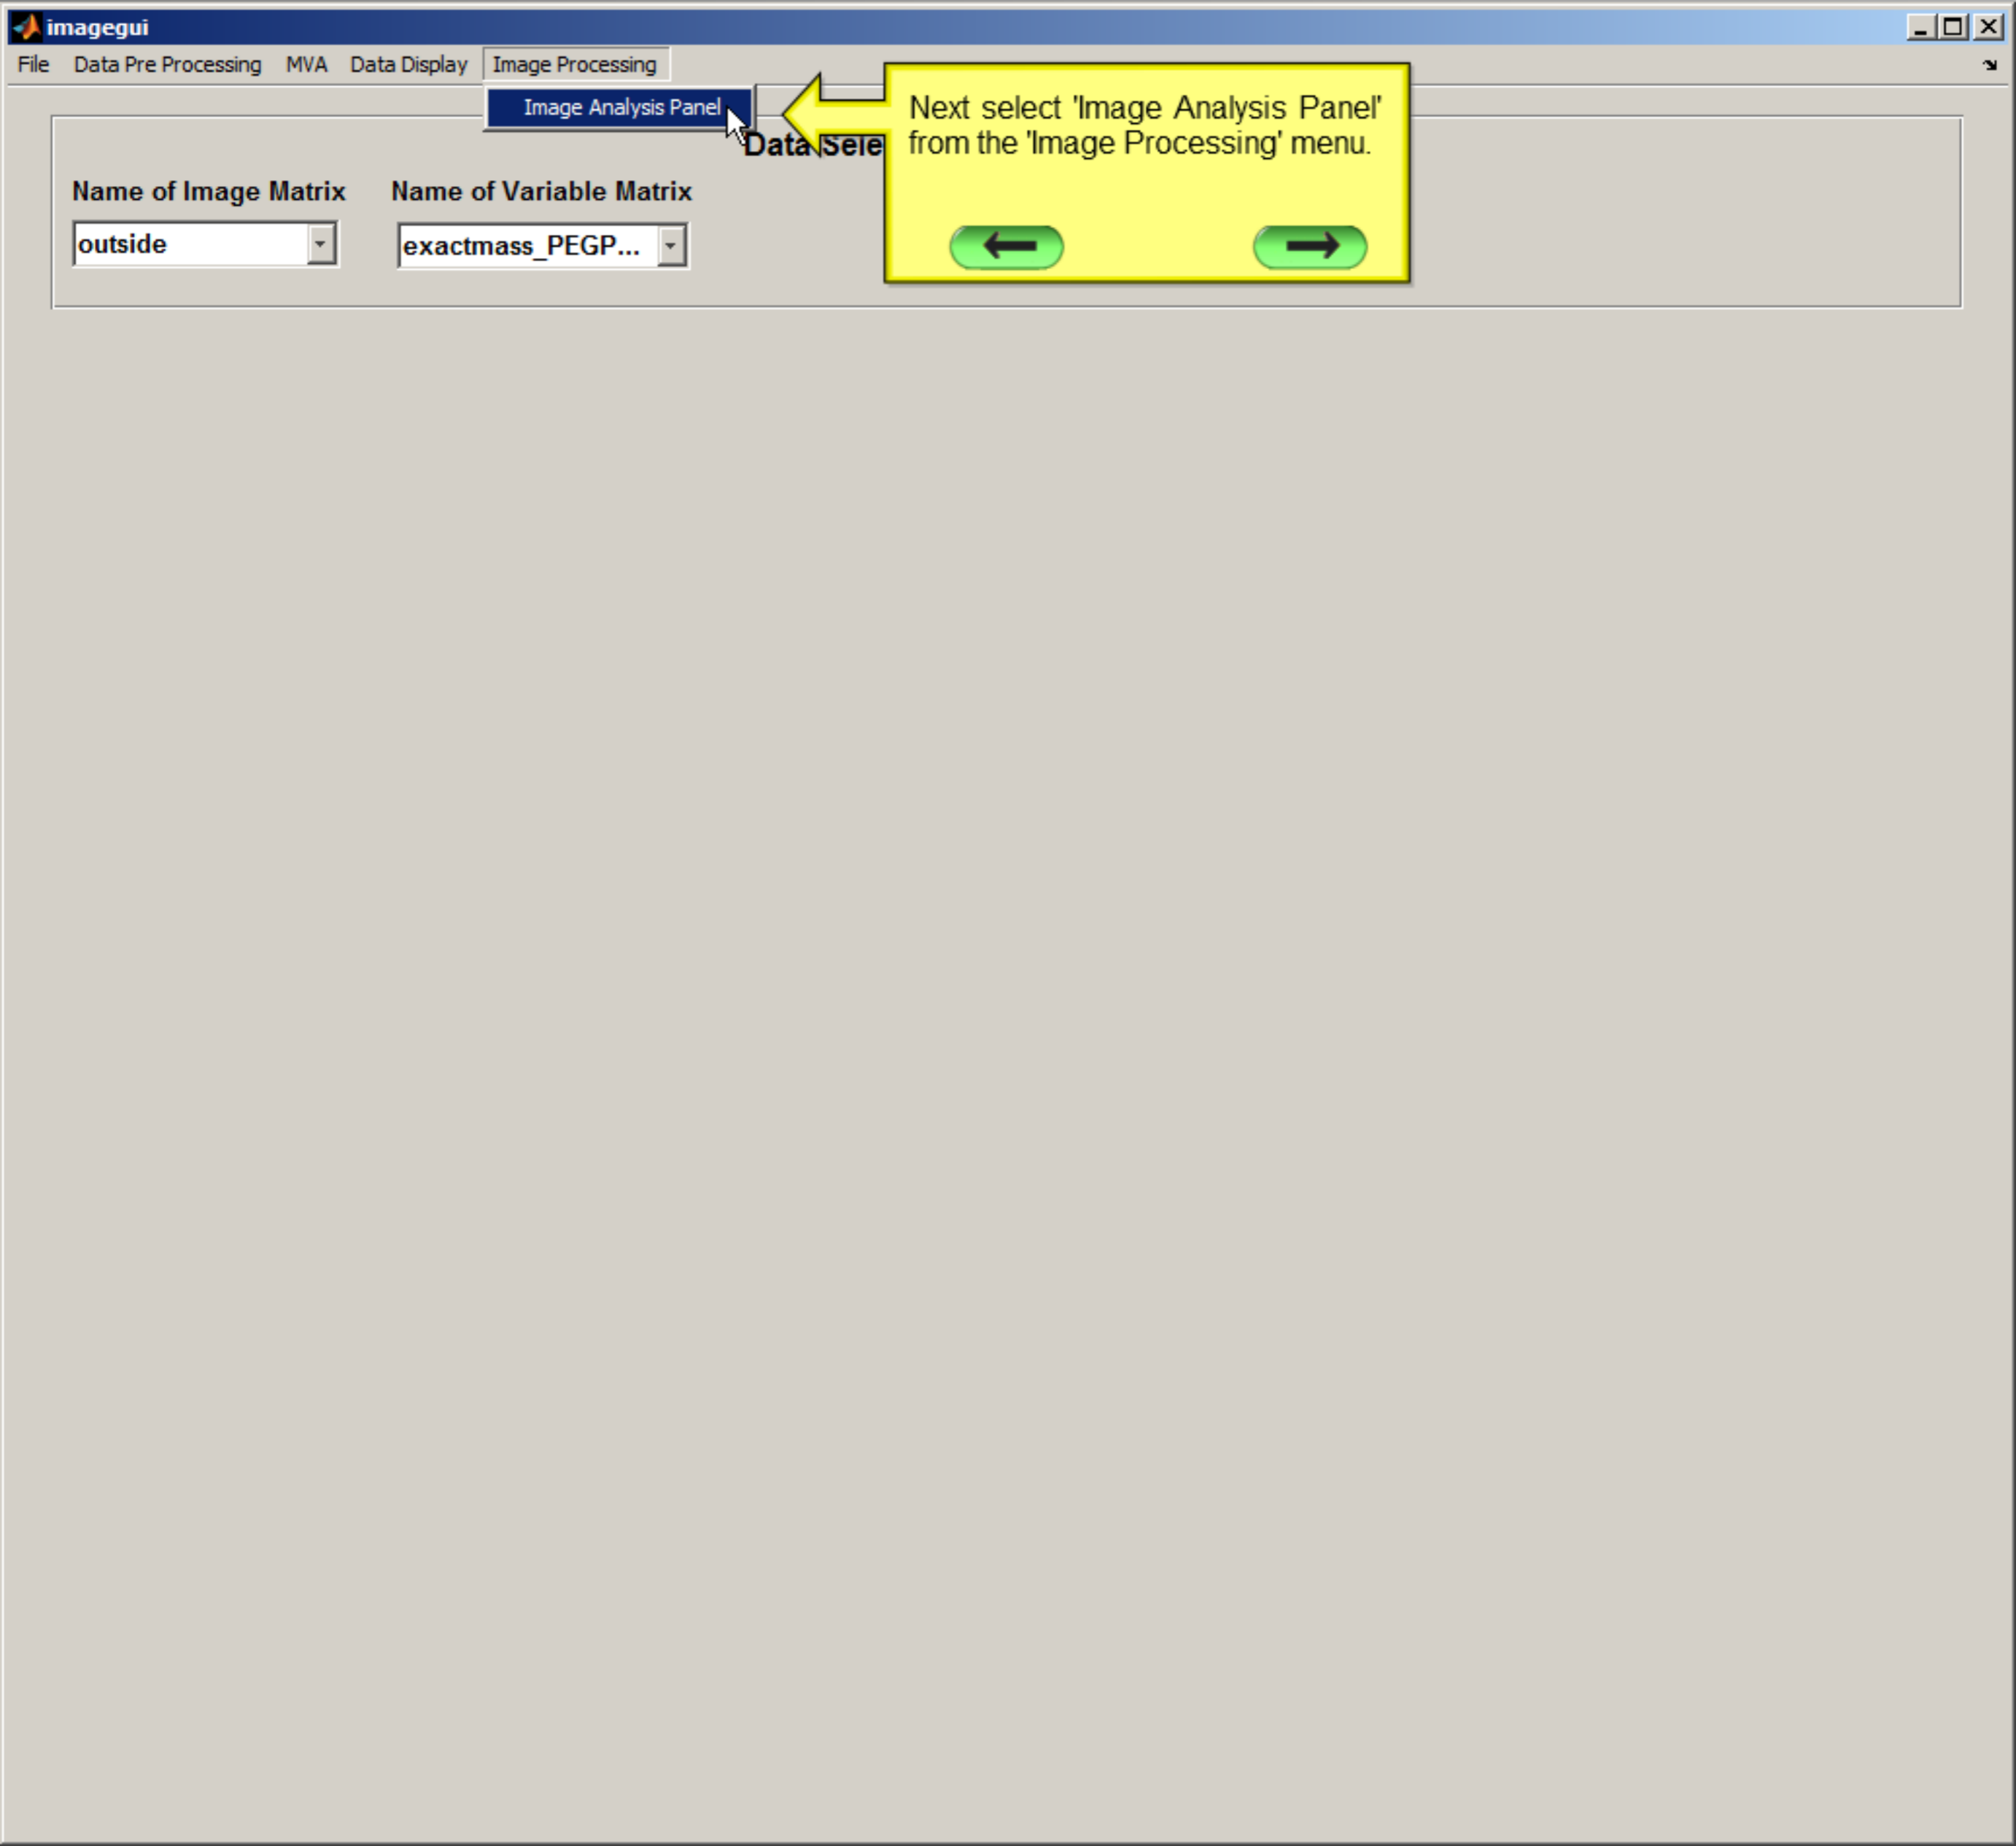 imagegui
File Data Pre Processing MVA Data Display Image Processing
Image Analysis Panel
Next select 'Image Analysis Panel'
from the 'Image Processing' menu.
Data Sele
Name of Image Matrix Name of Variable Matrix
outside exactmass_PEGP...